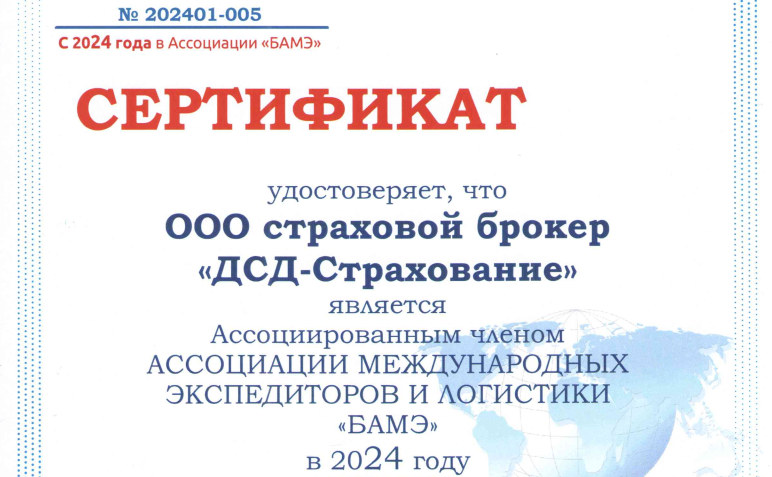 № 202401-005
С 2024 года в Ассоциации «БАМЭ»
СЕРТИФИКАТ
удостоверяет, что
ООО страховой брокер
«ДСД-Страхование»
является
Ассоциированным членом
АССОЦИАЦИИ МЕЖДУНАРОДНЫХ
ЭКСПЕДИТОРОВ И ЛОГИСТИКИ
«БАМЭ»
в 2024 году